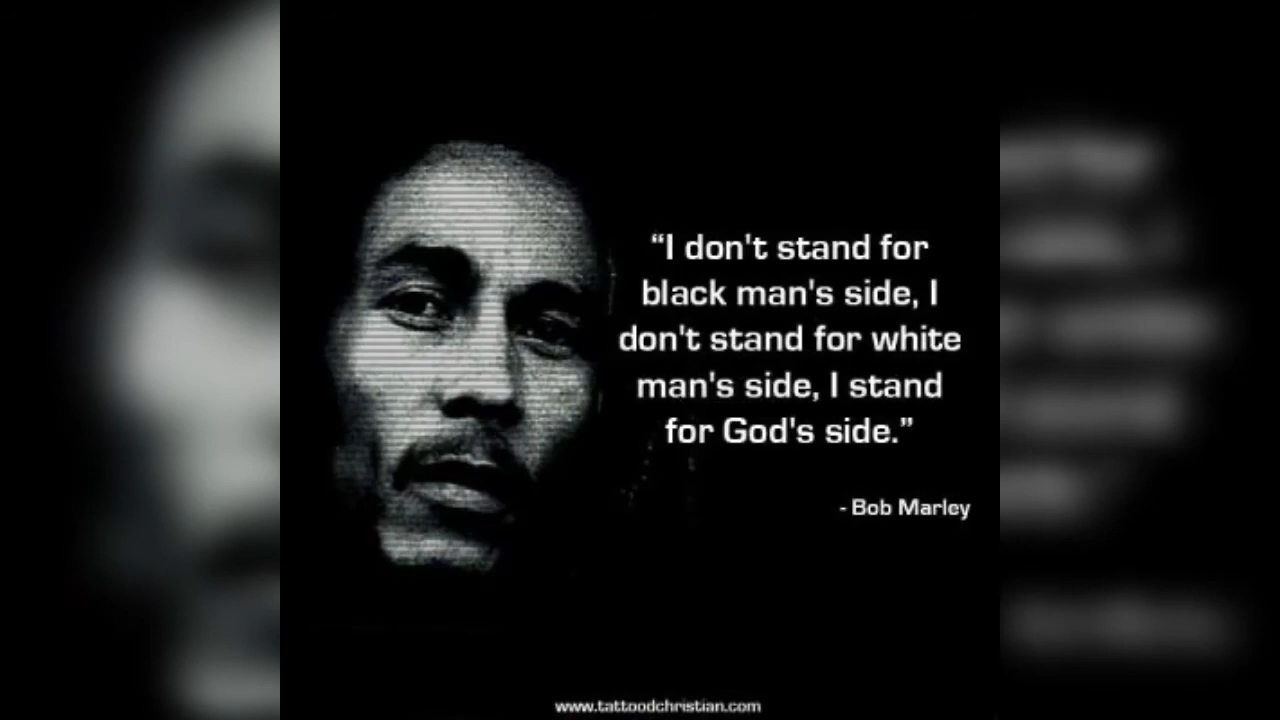 “I don't stand for
black man's side, I
don't stand for white
man's side, I stand
for God's side.”
- Bob Marley
www.tattoodchristian.com